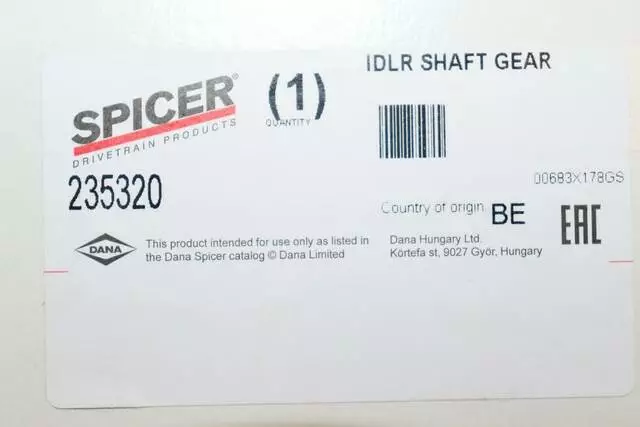 IDLR SHAFT GEAR
SPICER®
DRIVETRAIN PRODUCTS
(1)
QUANTITY
235320
00683X178GS
Country of origin BE
EAC
DANA
This product intended for use only as listed in
the Dana Spicer catalog © Dana Limited
Dana Hungary Ltd.
Körtefa st, 9027 Győr, Hungary